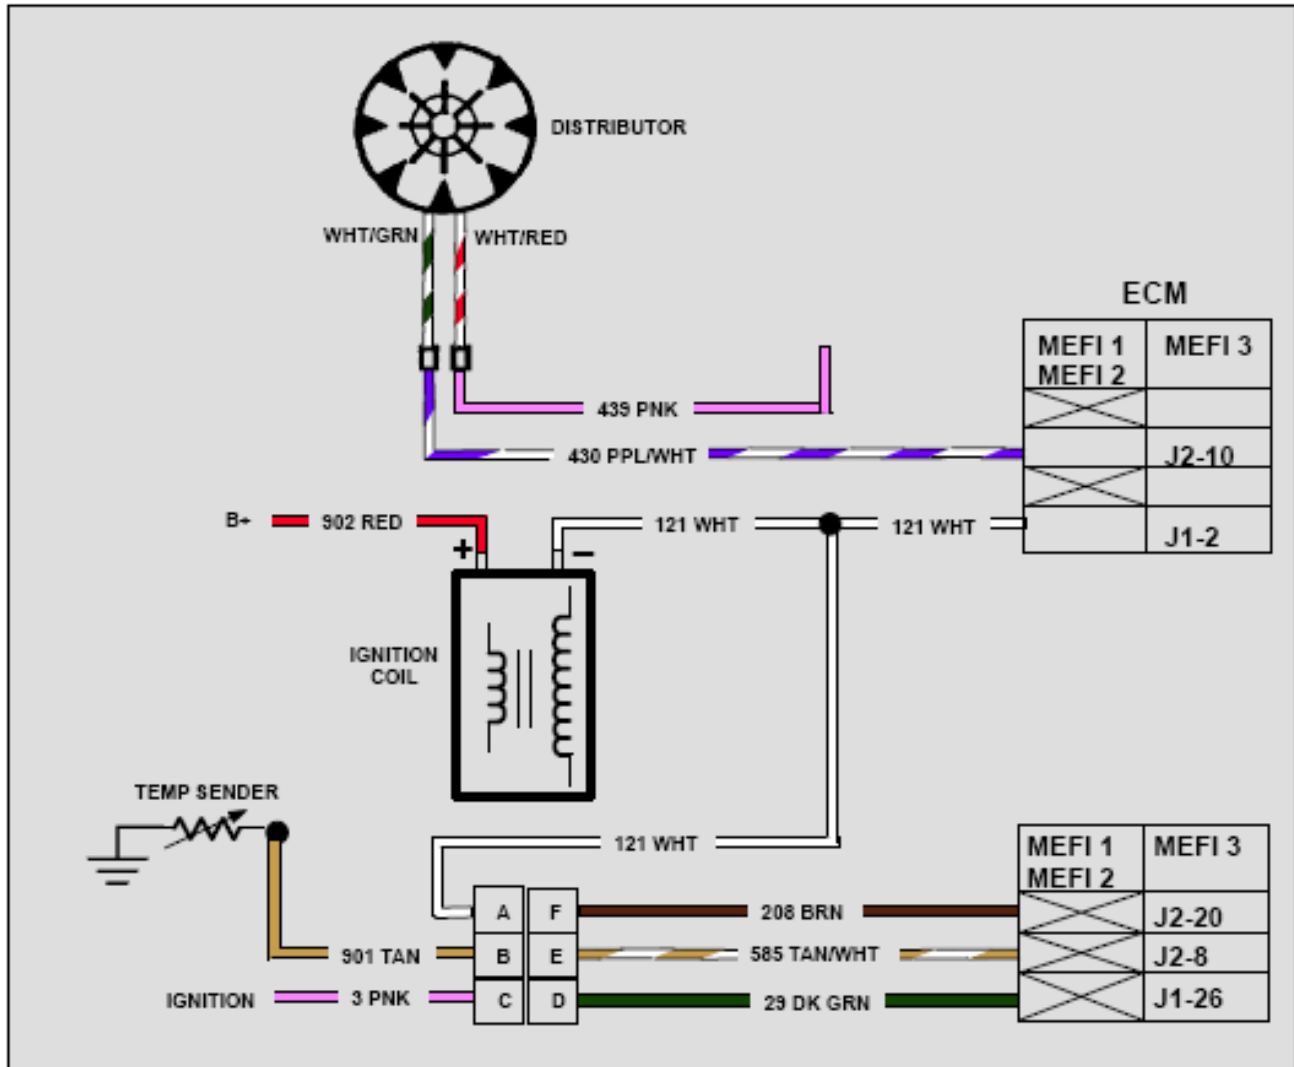 DISTRIBUTOR
WHT/GRN
WHT/RED
ECM
MEFI 1
MEFI 2
MEFI 3
439 PNK
430 PPL/WHT
J2-10
B+
902 RED
121 WHT
121 WHT
J1-2
+
−
IGNITION
COIL
TEMP SENDER
121 WHT
MEFI 1
MEFI 2
MEFI 3
A
F
208 BRN
J2-20
901 TAN
B
E
585 TAN/WHT
J2-8
IGNITION
3 PNK
C
D
29 DK GRN
J1-26